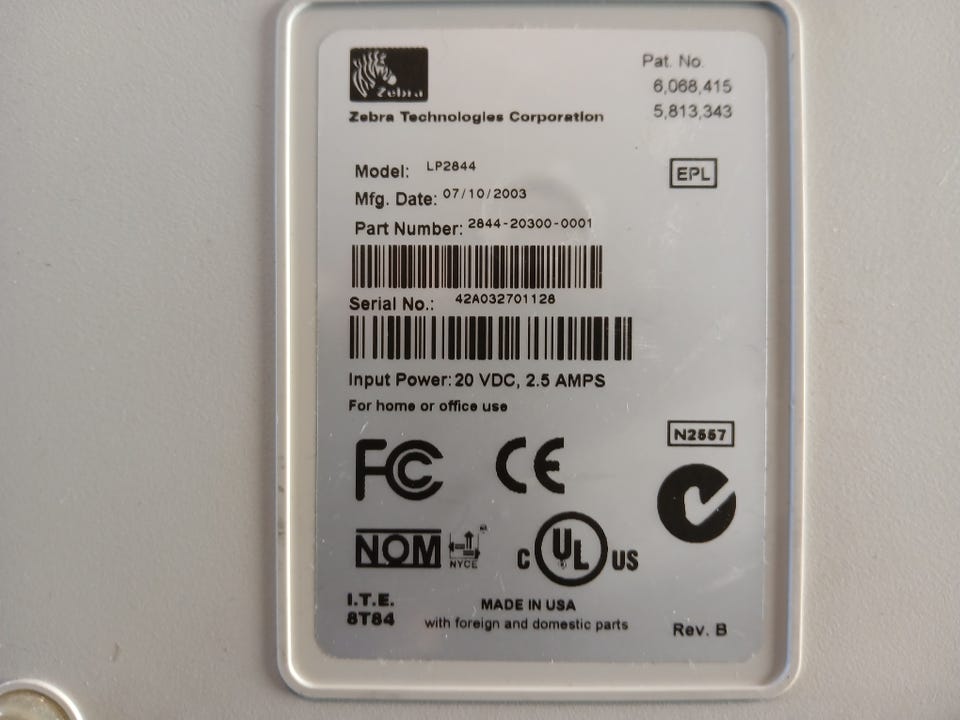 Zebra
Zebra Technologies Corporation
Pat. No.
6,068,415
5,813,343
EPL
Model: LP2844
Mfg. Date: 07/10/2003
Part Number: 2844-20300-0001
Serial No.: 42A032701128
Input Power: 20 VDC, 2.5 AMPS
For home or office use
N2557
FC
CE
NOM
NYCE
C UL US
I.T.E.
8T84
MADE IN USA
with foreign and domestic parts
Rev. B